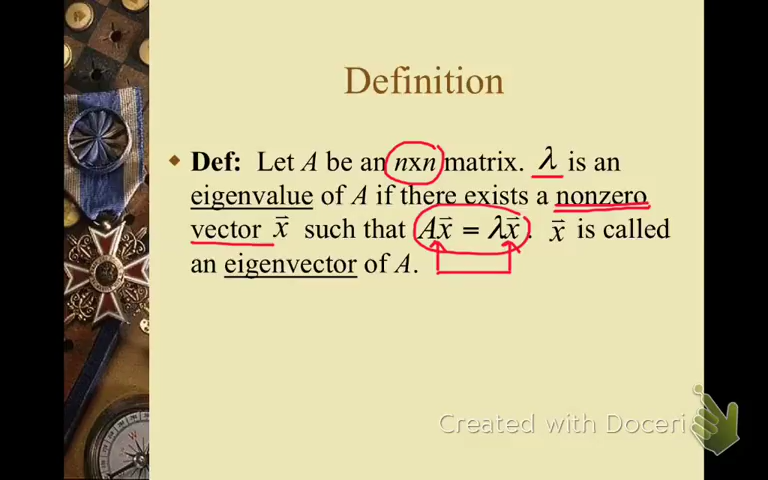 Definition
Def: Let A be an nxn matrix. λ is an
eigenvalue of A if there exists a nonzero
vector x⃗ such that Ax⃗ = λx⃗. x⃗ is called
an eigenvector of A.
Created with Doceri